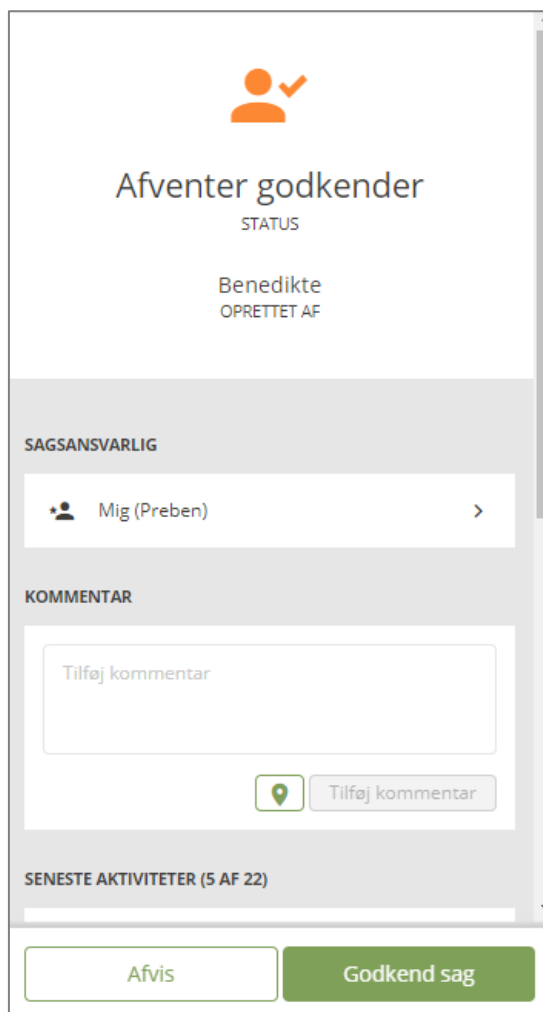 Afventer godkender
STATUS
Benedikte
OPRETTET AF
SAGSANSVARLIG
Mig (Preben)
KOMMENTAR
Tilføj kommentar
Tilføj kommentar
SENESTE AKTIVITETER (5 AF 22)
Afvis
Godkend sag